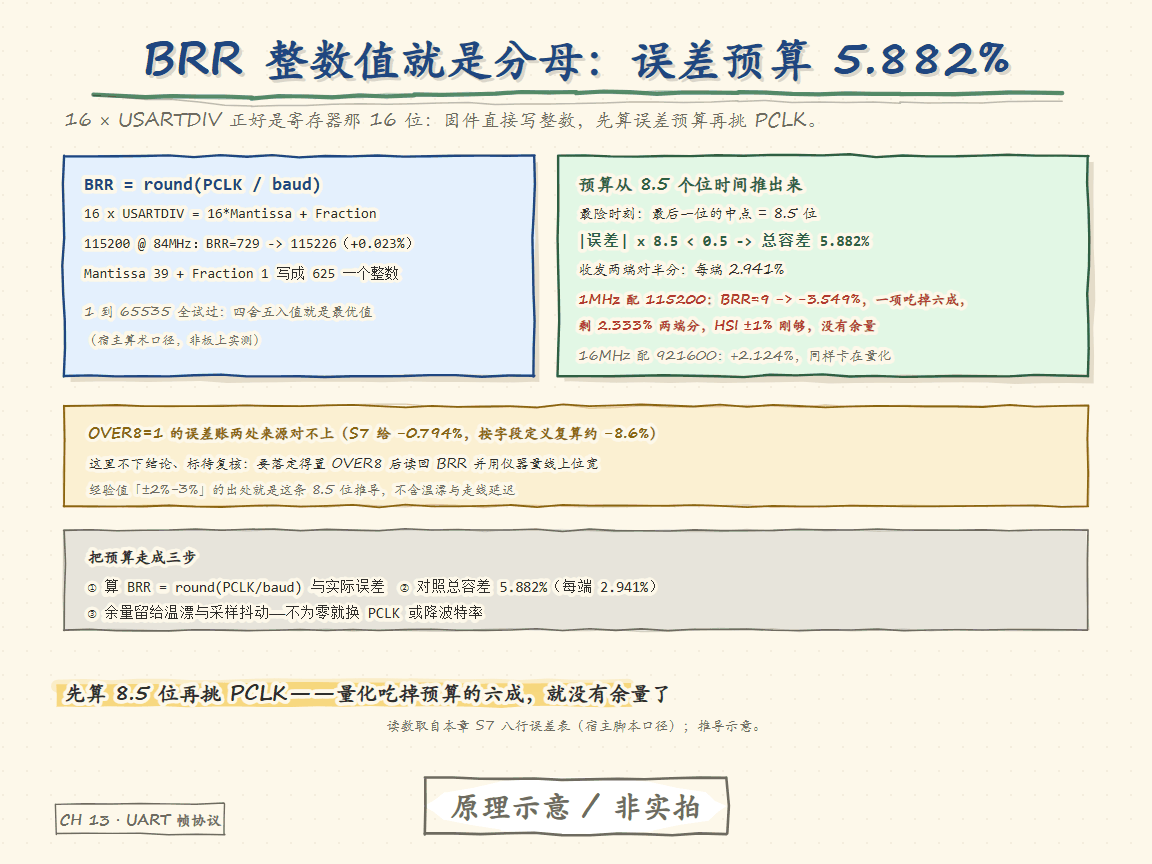 BRR 整数值就是分母：误差预算 5.882%
16 × USARTDIV 正好是寄存器那 16 位：固件直接写整数，先算误差预算再挑 PCLK。
BRR = round(PCLK / baud)
16 x USARTDIV = 16*Mantissa + Fraction
115200 @ 84MHz：BRR=729 -> 115226（+0.023%）
Mantissa 39 + Fraction 1 写成 625 一个整数
1 到 65535 全试过：四舍五入值就是最优值
（宿主算术口径，非板上实测）
预算从 8.5 个位时间推出来
最险时刻：最后一位的中点 = 8.5 位
|误差| x 8.5 < 0.5 -> 总容差 5.882%
收发两端对半分：每端 2.941%
1MHz 配 115200：BRR=9 -> -3.549%，一项吃掉六成，
剩 2.333% 两端分，HSI ±1% 刚够，没有余量
16MHz 配 921600：+2.124%，同样卡在量化
OVER8=1 的误差账两处来源对不上（S7 给 -0.794%，按字段定义复算约 -8.6%）
这里不下结论、标待复核：要落定得置 OVER8 后读回 BRR 并用仪器量线上位宽
经验值「±2%-3%」的出处就是这条 8.5 位推导，不含温漂与走线延迟
把预算走成三步
① 算 BRR = round(PCLK/baud) 与实际误差 ② 对照总容差 5.882%（每端 2.941%）
③ 余量留给温漂与采样抖动——不为零就换 PCLK 或降波特率
先算 8.5 位再挑 PCLK——量化吃掉预算的六成，就没有余量了
读数取自本章 S7 八行误差表（宿主脚本口径）；推导示意。
原理示意 / 非实拍
CH 13 · UART 帧协议